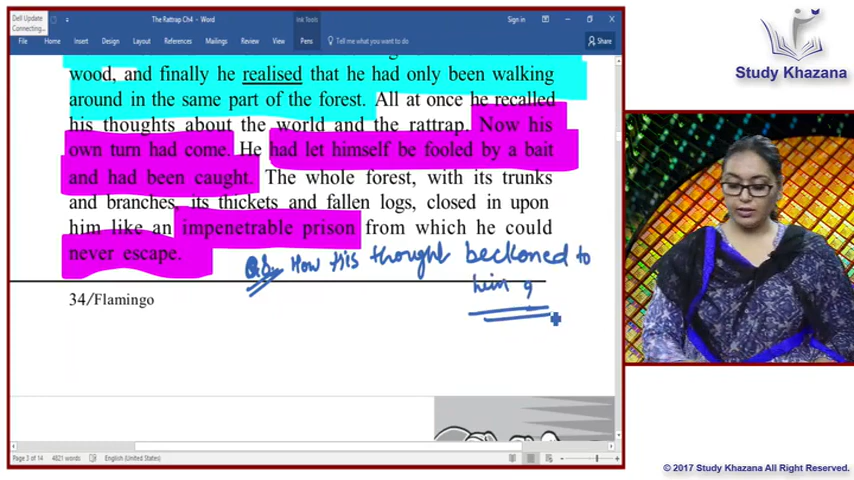 Dell Update
Connecting...
The Rattrap Ch4 - Word
Ink Tools
Sign in
File
Home
Insert
Design
Layout
References
Mailings
Review
View
Pens
Tell me what you want to do
Share
Study Khazana
wood, and finally he realised that he had only been walking
around in the same part of the forest. All at once he recalled
his thoughts about the world and the rattrap. Now his
own turn had come. He had let himself be fooled by a bait
and had been caught. The whole forest, with its trunks
and branches, its thickets and fallen logs, closed in upon
him like an impenetrable prison from which he could
never escape.
How his thought beckoned to
him ?
34/Flamingo
Page 3 of 14
4821 words
English (United States)
100%
© 2017 Study Khazana All Right Reserved.